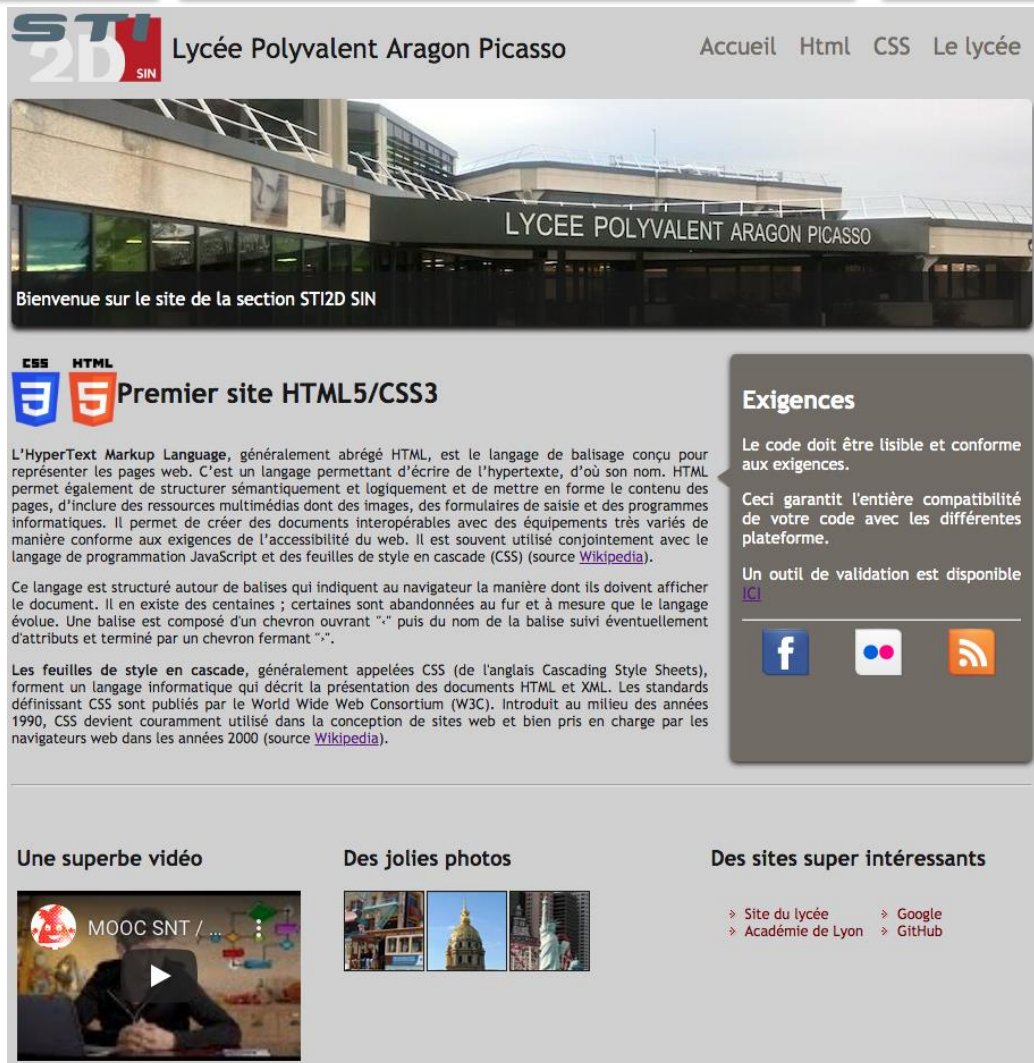 STI
2D SIN
Lycée Polyvalent Aragon Picasso
Accueil Html CSS Le lycée
LYCEE POLYVALENT ARAGON PICASSO
Bienvenue sur le site de la section STI2D SIN
CSS HTML
3 5
Premier site HTML5/CSS3
L’HyperText Markup Language, généralement abrégé HTML, est le langage de balisage conçu pour
représenter les pages web. C’est un langage permettant d’écrire de l’hypertexte, d’où son nom. HTML
permet également de structurer sémantiquement et logiquement et de mettre en forme le contenu des
pages, d’inclure des ressources multimédias dont des images, des formulaires de saisie et des programmes
informatiques. Il permet de créer des documents interopérables avec des équipements très variés de
manière conforme aux exigences de l’accessibilité du web. Il est souvent utilisé conjointement avec le
langage de programmation JavaScript et des feuilles de style en cascade (CSS) (source Wikipedia).
Ce langage est structuré autour de balises qui indiquent au navigateur la manière dont ils doivent afficher
le document. Il en existe des centaines ; certaines sont abandonnées au fur et à mesure que le langage
évolue. Une balise est composé d'un chevron ouvrant "<" puis du nom de la balise suivi éventuellement
d'attributs et terminé par un chevron fermant ">".
Les feuilles de style en cascade, généralement appelées CSS (de l'anglais Cascading Style Sheets),
forment un langage informatique qui décrit la présentation des documents HTML et XML. Les standards
définissant CSS sont publiés par le World Wide Web Consortium (W3C). Introduit au milieu des années
1990, CSS devient couramment utilisé dans la conception de sites web et bien pris en charge par les
navigateurs web dans les années 2000 (source Wikipedia).
Exigences
Le code doit être lisible et conforme
aux exigences.
Ceci garantit l'entière compatibilité
de votre code avec les différentes
plateforme.
Un outil de validation est disponible
ICI
f
Une superbe vidéo
MOOC SNT / ...
Des jolies photos
Des sites super intéressants
Site du lycée
Académie de Lyon
Google
GitHub